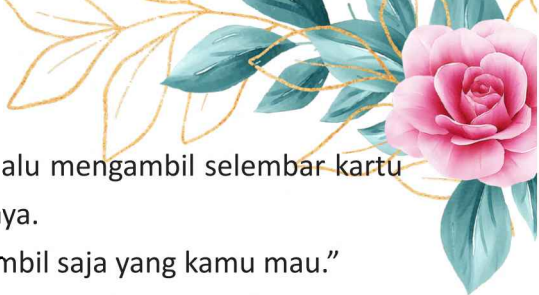 alu mengambil selembar kartu
ya.
mbil saja yang kamu mau.”